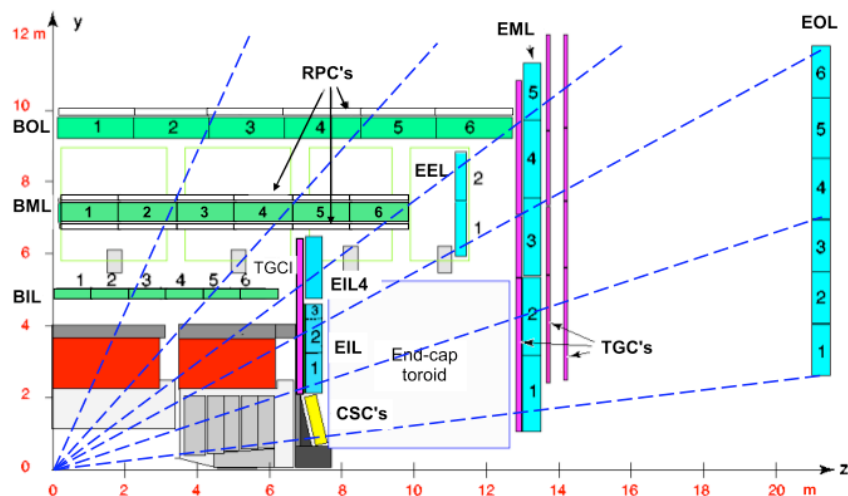 y
12 m
EML
EOL
RPC's
6
5
10
BOL
1 2 3 4 5 6
5
4
8
EEL
2
4
BML
1 2 3 4 5 6
1
3
3
6
TGCI
1 2 3 4 5 6
EIL4
BIL
2
2
4
3
2
End-cap
toroid
TGC's
EIL
1
1
1
2
CSC's
0
z
0 2 4 6 8 10 12 14 16 18 20 m